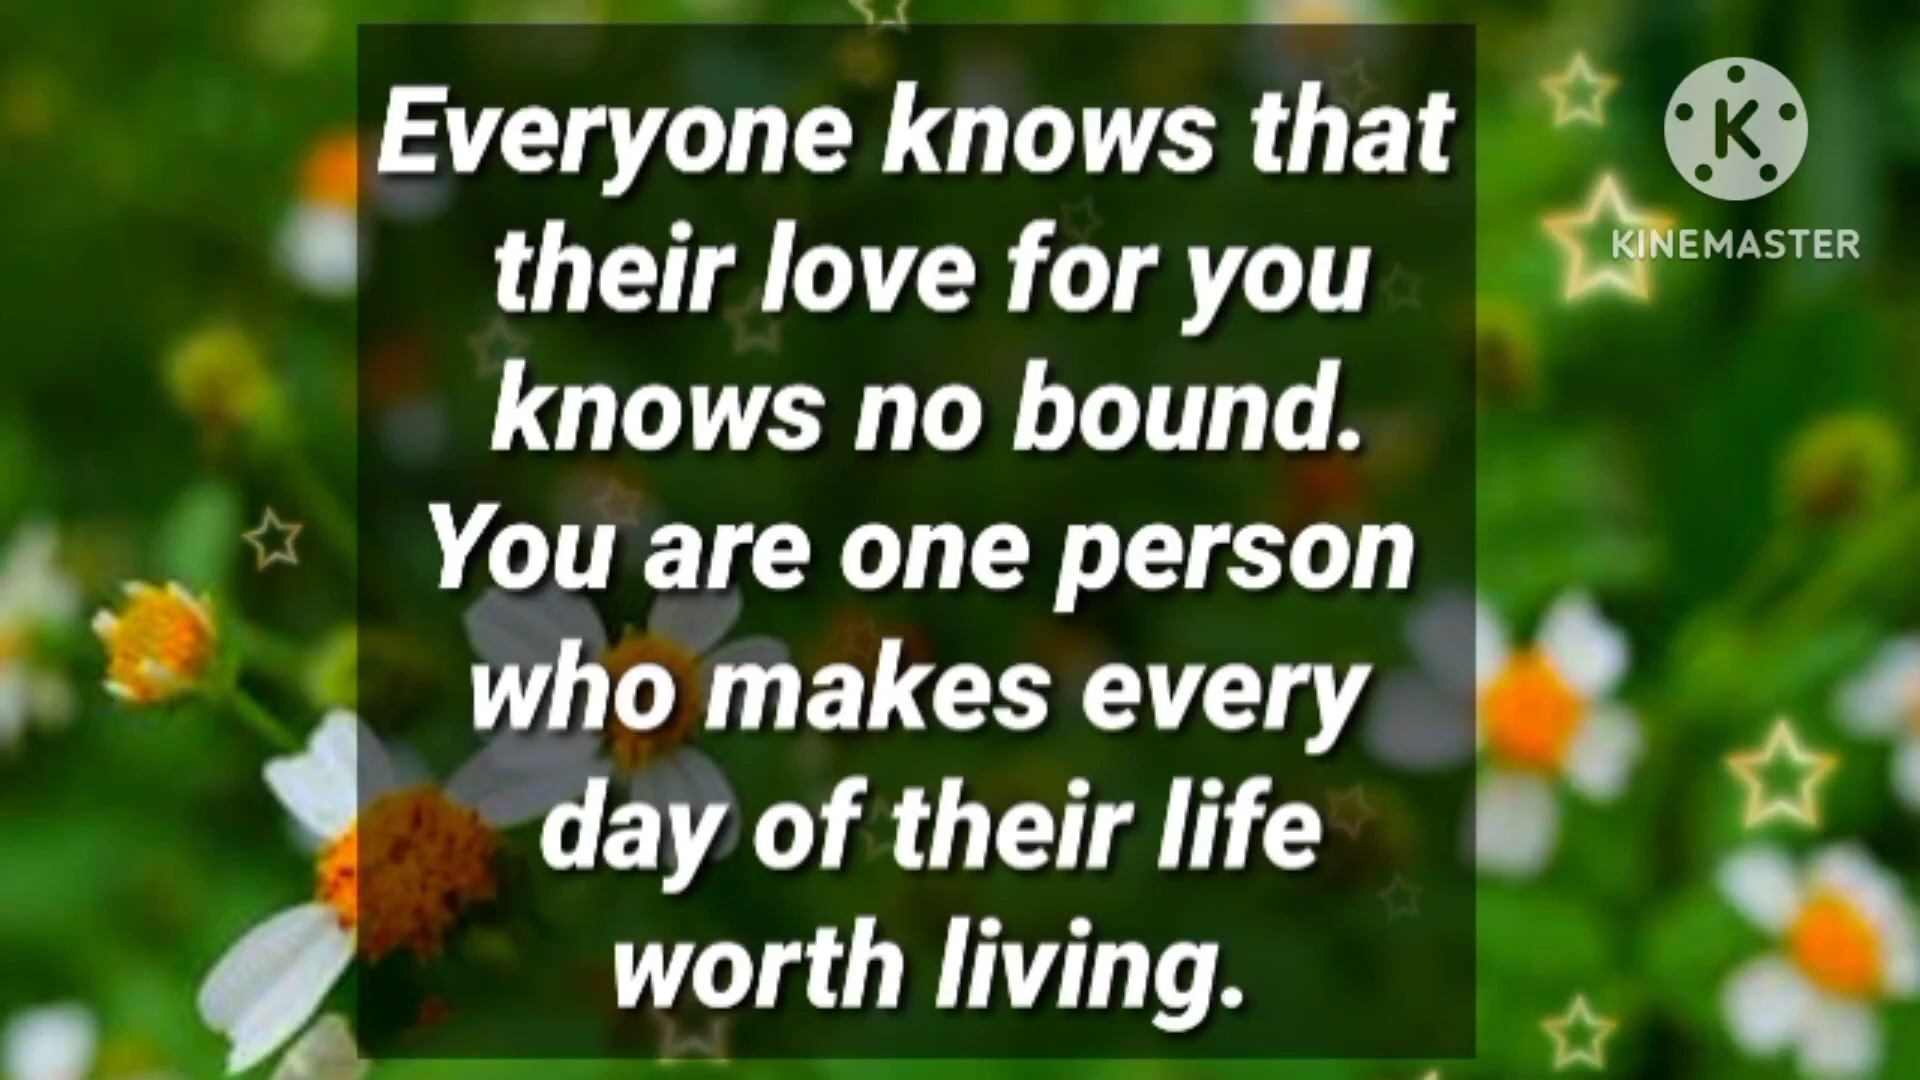 Everyone knows that
their love for you
knows no bound.
You are one person
who makes every
day of their life
worth living.
K
KINEMASTER